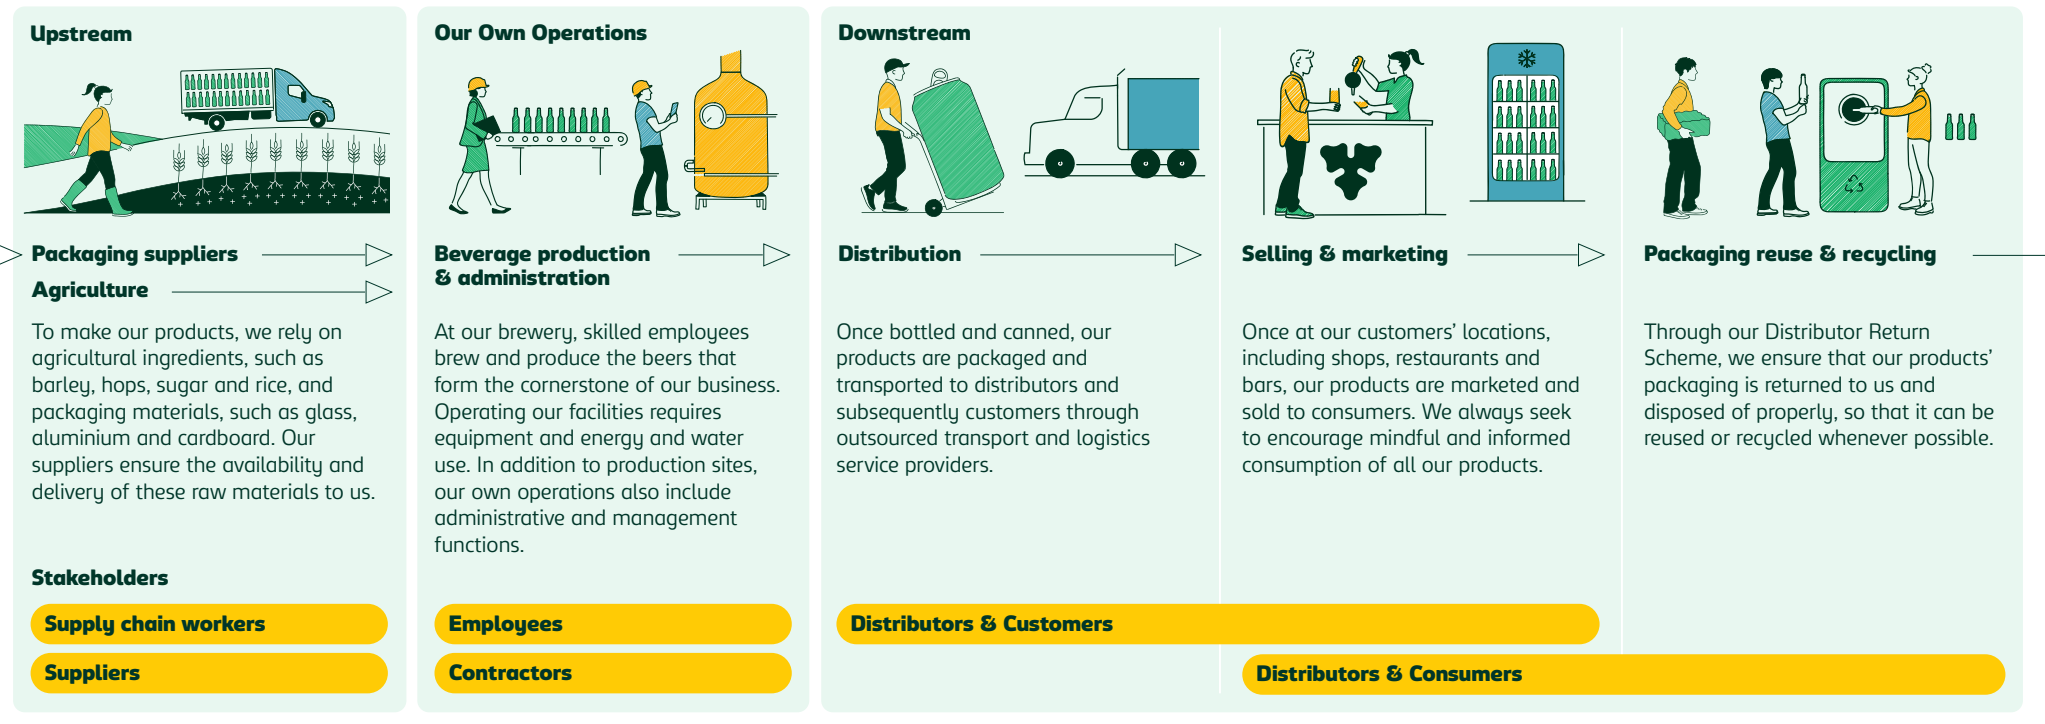 Upstream
Packaging suppliers
Agriculture
To make our products, we rely on
agricultural ingredients, such as
barley, hops, sugar and rice, and
packaging materials, such as glass,
aluminium and cardboard. Our
suppliers ensure the availability and
delivery of these raw materials to us.
Stakeholders
Supply chain workers
Suppliers
Our Own Operations
Beverage production
& administration
At our brewery, skilled employees
brew and produce the beers that
form the cornerstone of our business.
Operating our facilities requires
equipment and energy and water
use. In addition to production sites,
our own operations also include
administrative and management
functions.
Employees
Contractors
Downstream
Distribution
Once bottled and canned, our
products are packaged and
transported to distributors and
subsequently customers through
outsourced transport and logistics
service providers.
Selling & marketing
Once at our customers’ locations,
including shops, restaurants and
bars, our products are marketed and
sold to consumers. We always seek
to encourage mindful and informed
consumption of all our products.
Packaging reuse & recycling
Through our Distributor Return
Scheme, we ensure that our products’
packaging is returned to us and
disposed of properly, so that it can be
reused or recycled whenever possible.
Distributors & Customers
Distributors & Consumers